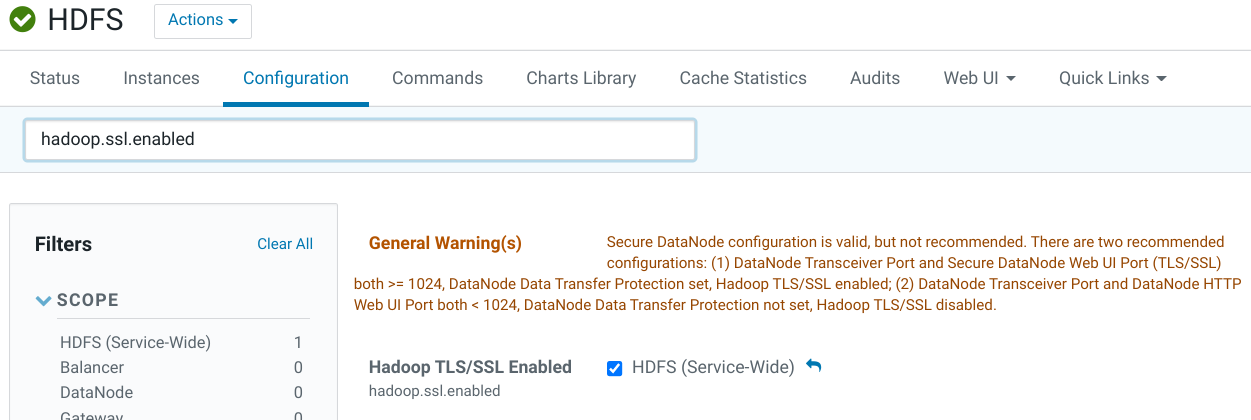 HDFS Actions
Status Instances Configuration Commands Charts Library Cache Statistics Audits Web UI Quick Links
hadoop.ssl.enabled
Filters Clear All
SCOPE
HDFS (Service-Wide) 1
Balancer 0
DataNode 0
Gateway 0
General Warning(s) Secure DataNode configuration is valid, but not recommended. There are two recommended
configurations: (1) DataNode Transceiver Port and Secure DataNode Web UI Port (TLS/SSL)
both >= 1024, DataNode Data Transfer Protection set, Hadoop TLS/SSL enabled; (2) DataNode Transceiver Port and DataNode HTTP
Web UI Port both < 1024, DataNode Data Transfer Protection not set, Hadoop TLS/SSL disabled.
Hadoop TLS/SSL Enabled HDFS (Service-Wide)
hadoop.ssl.enabled